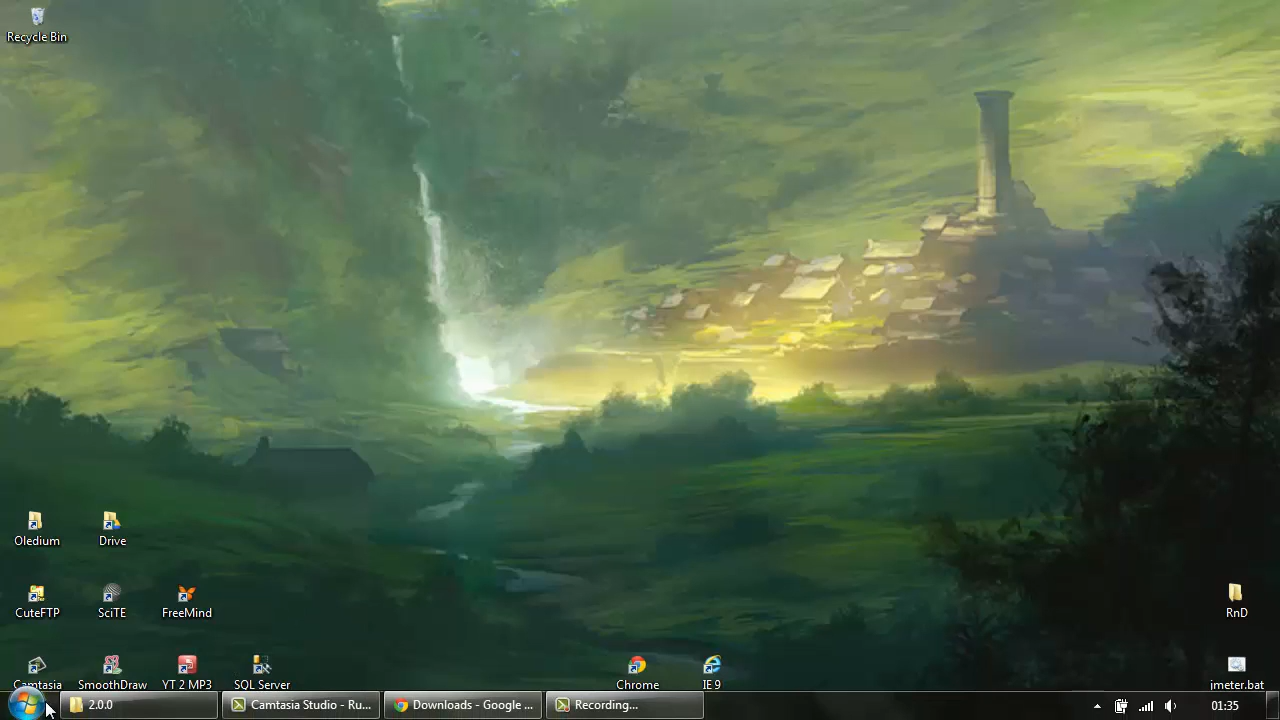 Recycle Bin
Oledium
Drive
CuteFTP
SciTE
FreeMind
RnD
Camtasia
SmoothDraw
YT 2 MP3
SQL Server
Chrome
IE 9
jmeter.bat
2.0.0
Camtasia Studio - Ru...
Downloads - Google ...
Recording...
01:35